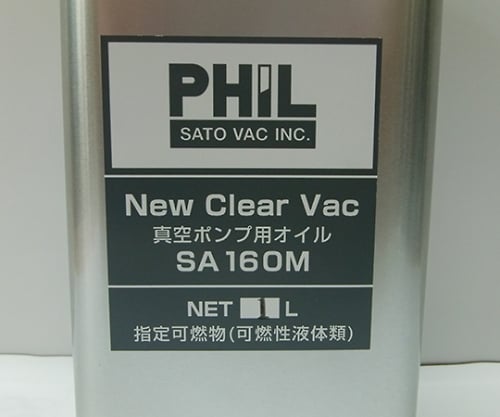 PHIL
SATO VAC INC.
New Clear Vac
真空ポンプ用オイル
SA160M
NET 1 L
指定可燃物(可燃性液体類)